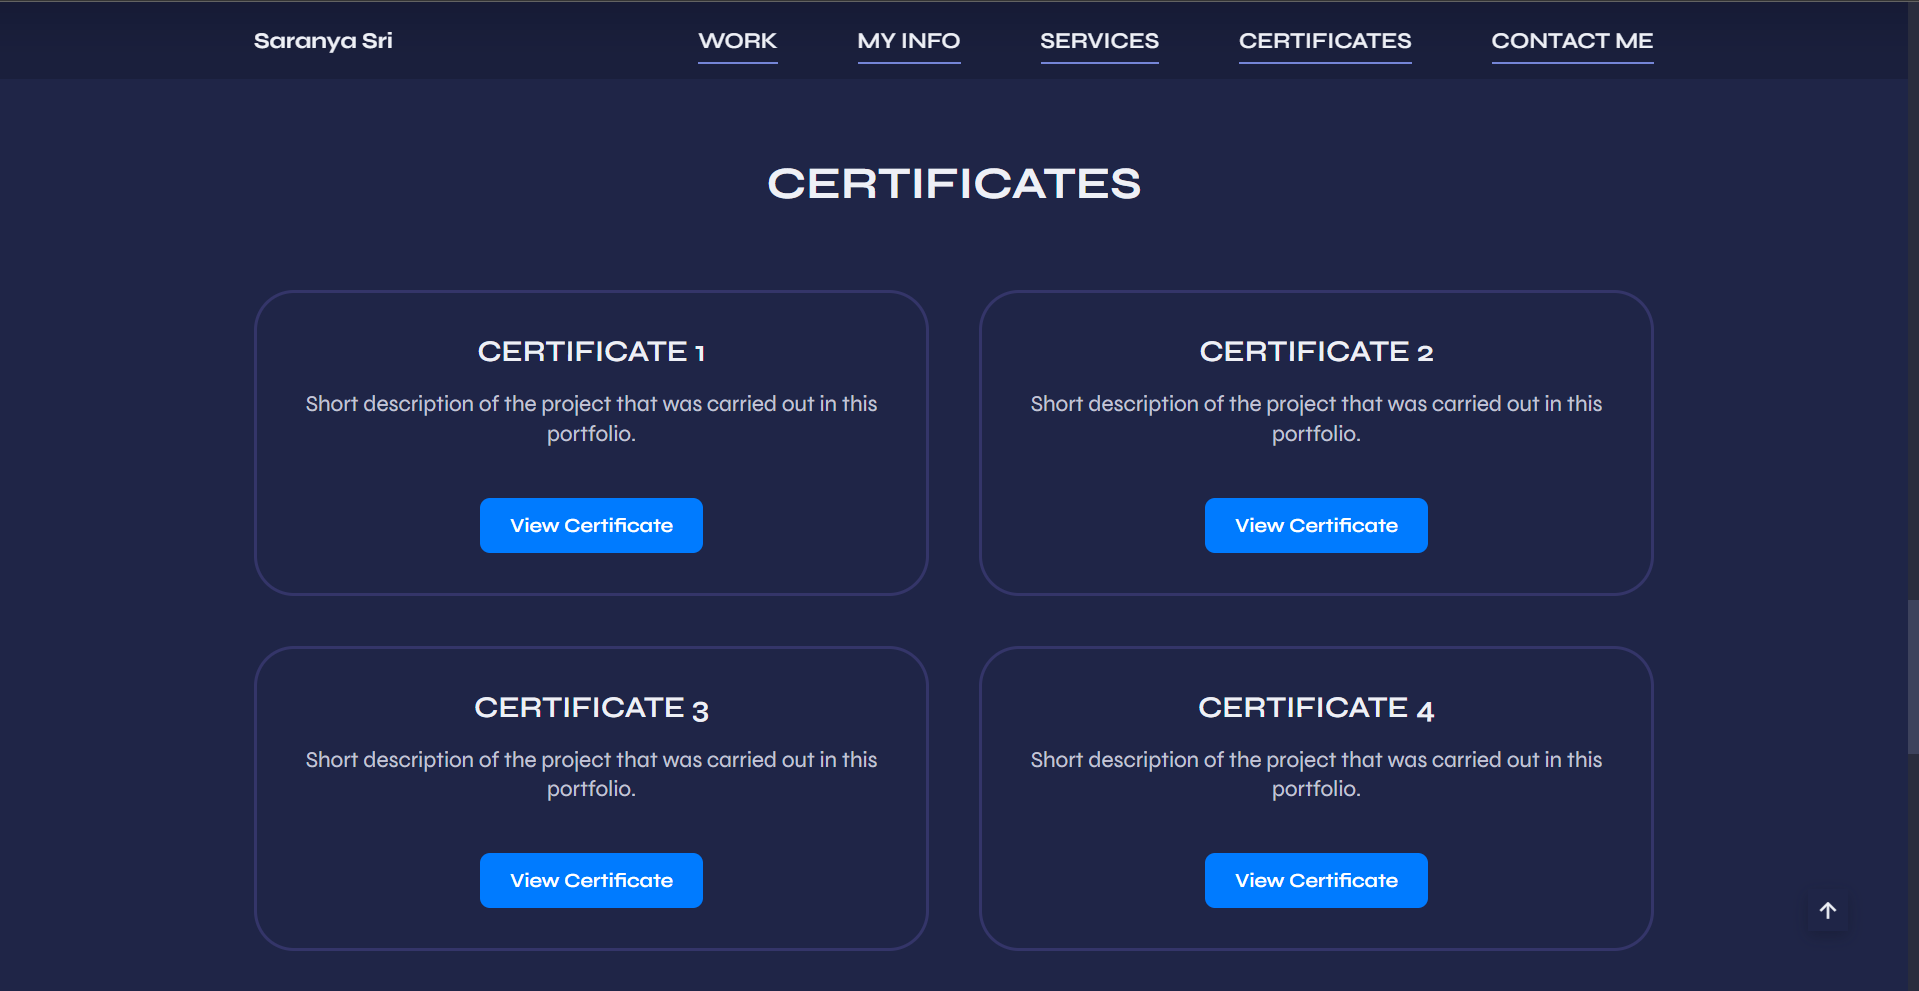 Saranya Sri
WORK
MY INFO
SERVICES
CERTIFICATES
CONTACT ME
CERTIFICATES
CERTIFICATE 1
Short description of the project that was carried out in this
portfolio.
View Certificate
CERTIFICATE 2
Short description of the project that was carried out in this
portfolio.
View Certificate
CERTIFICATE 3
Short description of the project that was carried out in this
portfolio.
View Certificate
CERTIFICATE 4
Short description of the project that was carried out in this
portfolio.
View Certificate